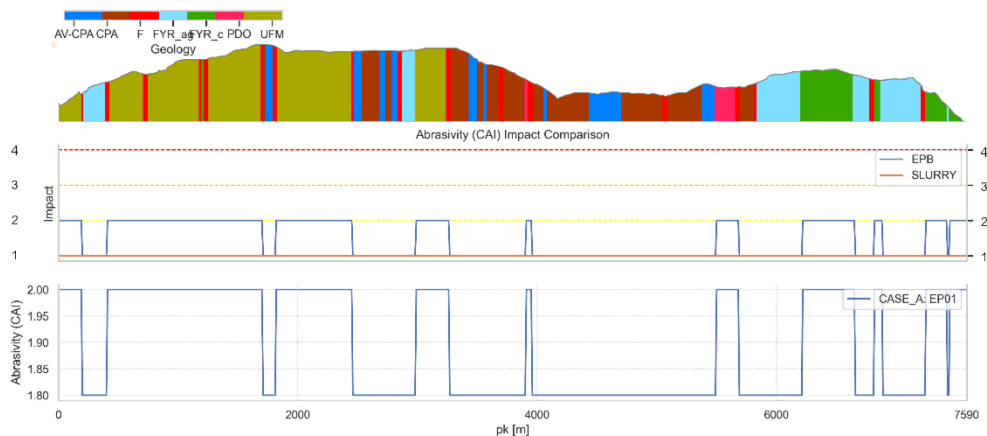 AV-CPA CPA F FYR_ag FYR_c PDO UFM
Geology
Abrasivity (CAI) Impact Comparison
4 4
EPB
SLURRY
3 3
Impact
2 2
1 1
2.00
CASE_A: EP01
1.95
Abrasivity (CAI)
1.90
1.85
1.80
0 2000 4000 6000 7590
pk [m]